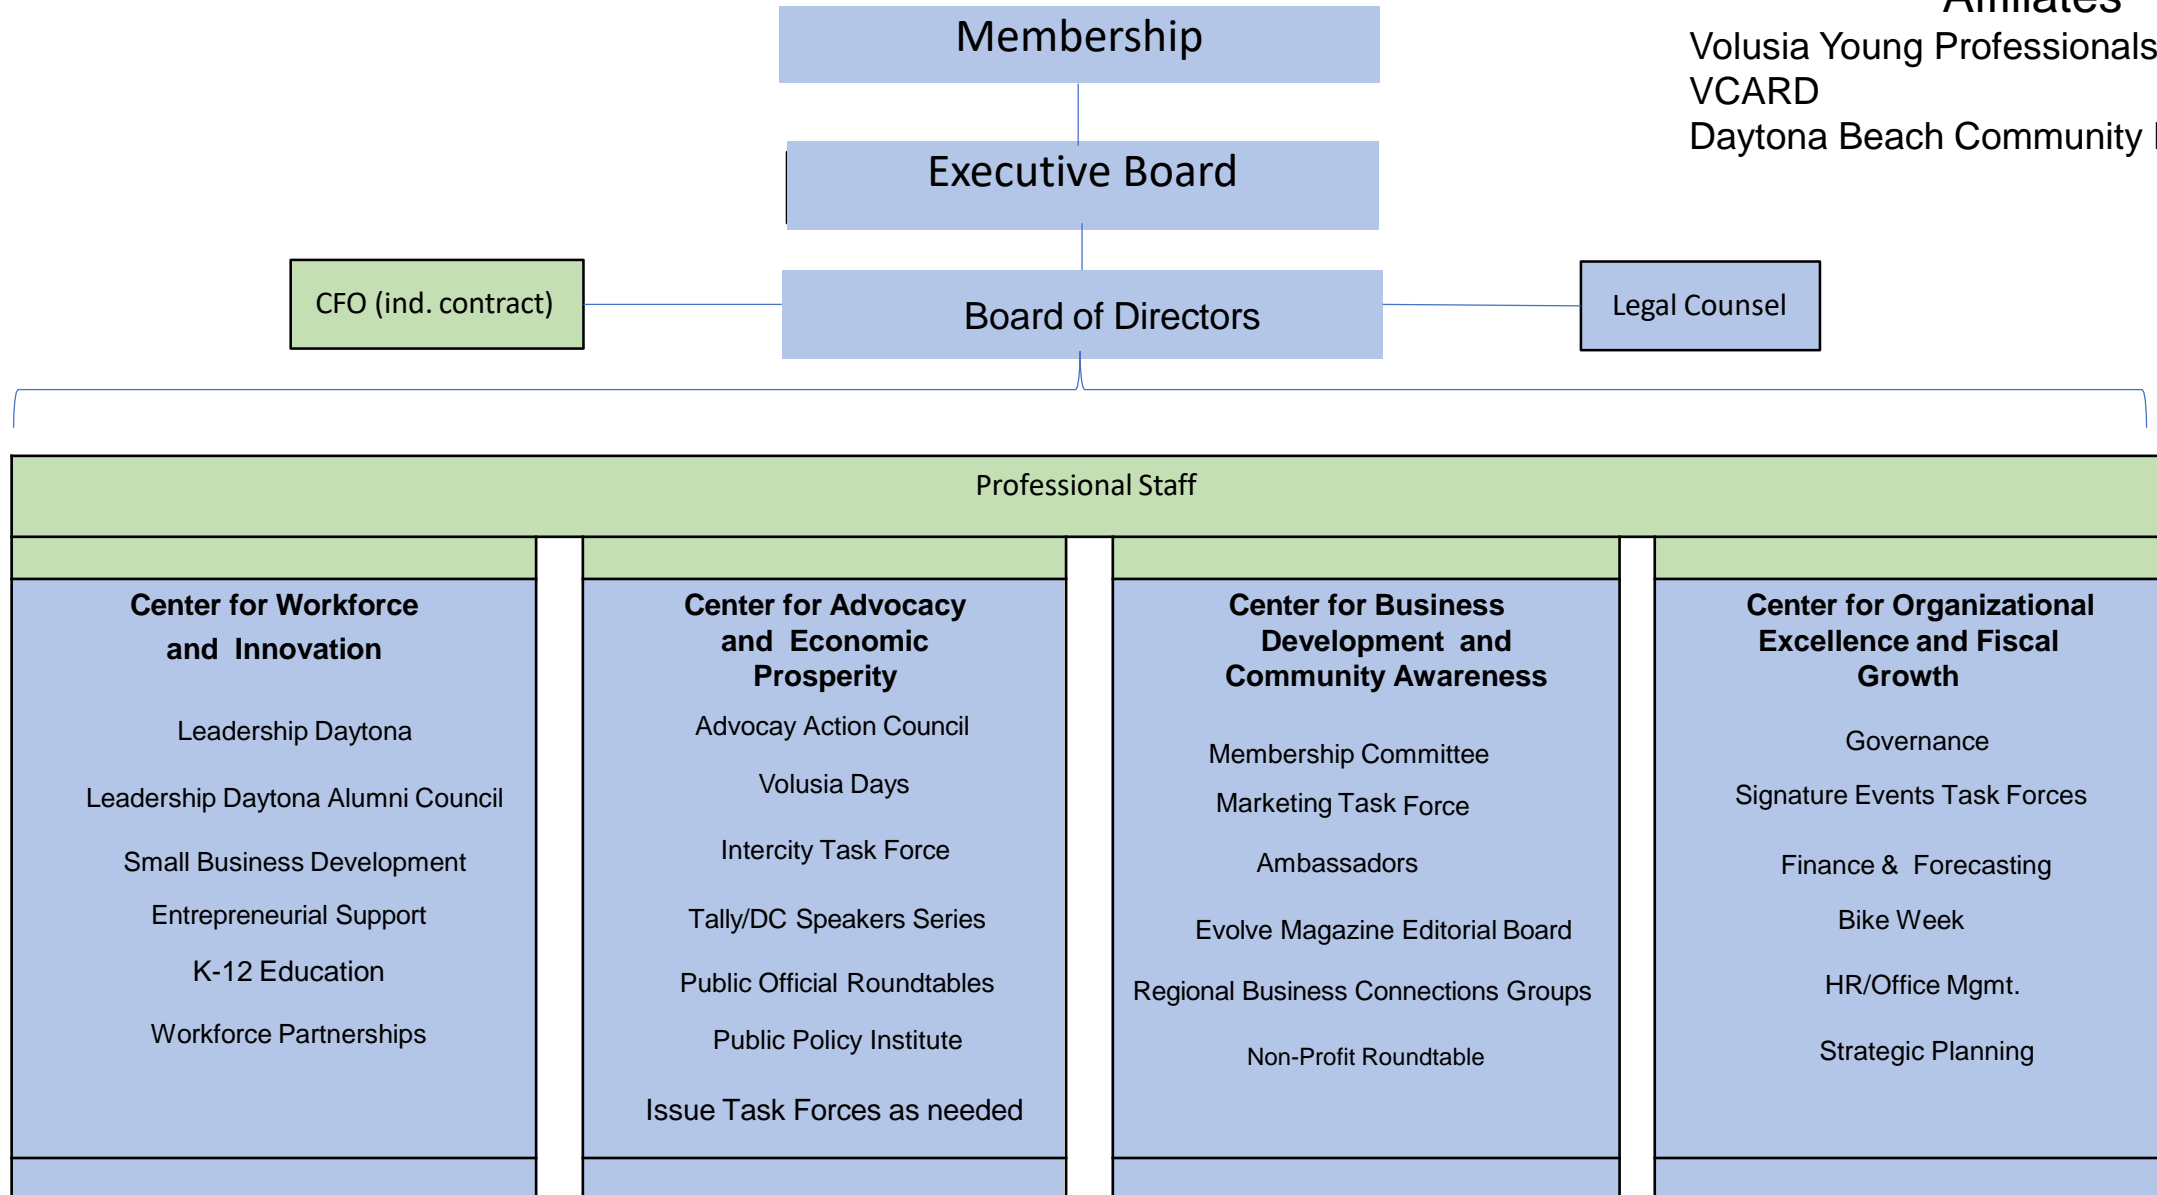 Affiliates
Volusia Young Professionals
VCARD
Daytona Beach Community
Membership
Executive Board
CFO (ind. contract)
Board of Directors
Legal Counsel
Professional Staff
Center for Workforce
and Innovation
Leadership Daytona
Leadership Daytona Alumni Council
Small Business Development
Entrepreneurial Support
K-12 Education
Workforce Partnerships
Center for Advocacy
and Economic
Prosperity
Advocay Action Council
Volusia Days
Intercity Task Force
Tally/DC Speakers Series
Public Official Roundtables
Public Policy Institute
Issue Task Forces as needed
Center for Business
Development and
Community Awareness
Membership Committee
Marketing Task Force
Ambassadors
Evolve Magazine Editorial Board
Regional Business Connections Groups
Non-Profit Roundtable
Center for Organizational
Excellence and Fiscal
Growth
Governance
Signature Events Task Forces
Finance & Forecasting
Bike Week
HR/Office Mgmt.
Strategic Planning